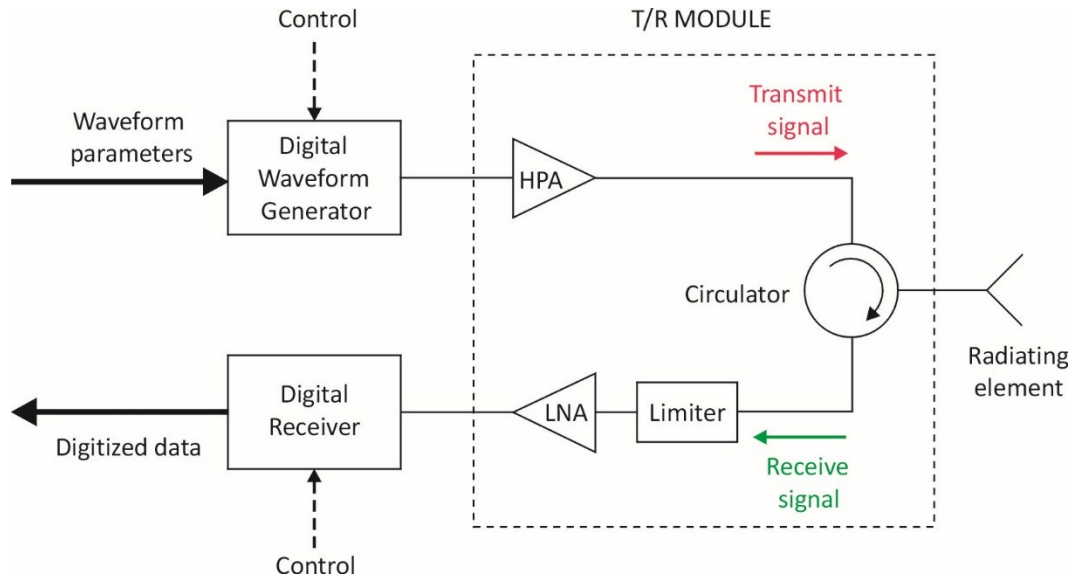 Control
T/R MODULE
Waveform
parameters
Digital
Waveform
Generator
HPA
Transmit
signal
Circulator
Radiating
element
Digital
Receiver
LNA
Limiter
Digitized data
Receive
signal
Control